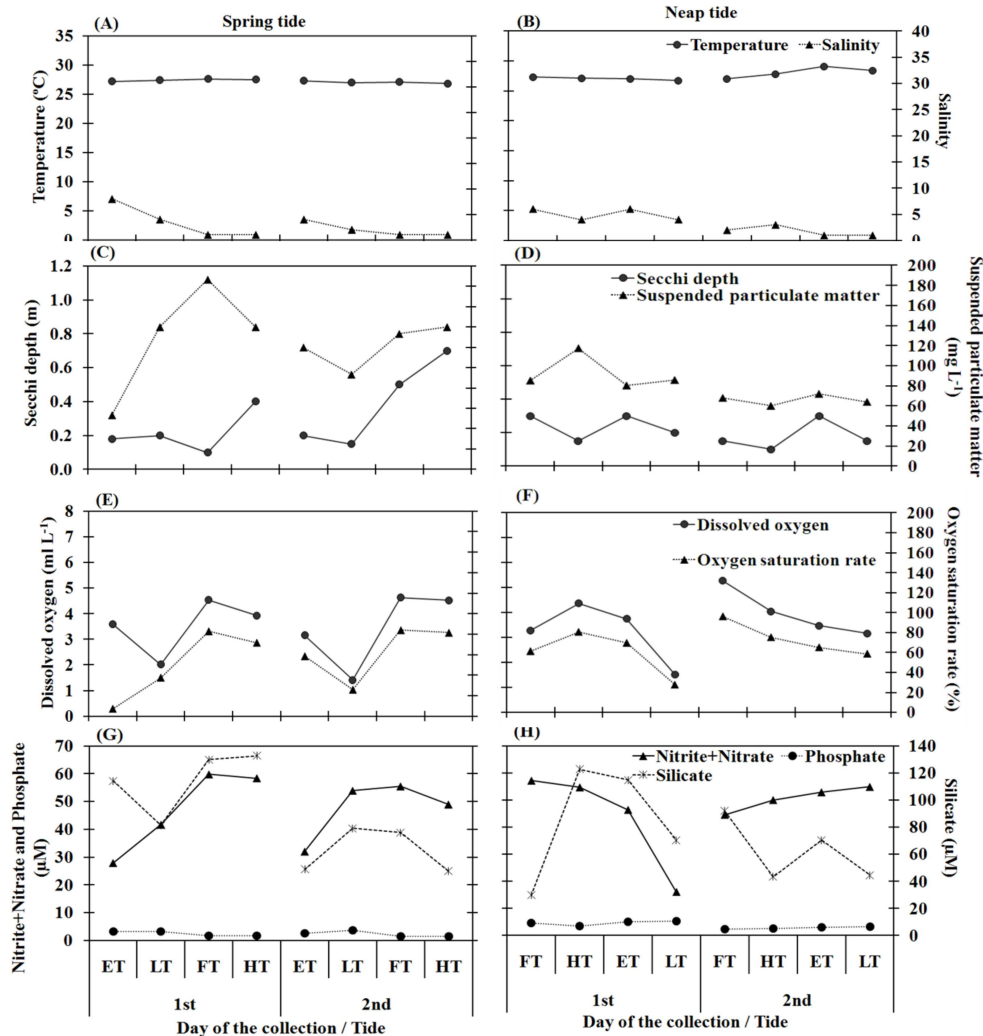 Spring tide
Neap tide
(A)
35
30
25
20
15
10
5
0
Temperature (°C)
(B)
Temperature
Salinity
40
35
30
25
20
15
10
5
0
Salinity
(C)
1.2
1.0
0.8
0.6
0.4
0.2
0.0
Secchi depth (m)
(D)
Secchi depth
Suspended particulate matter
200
180
160
140
120
100
80
60
40
20
0
Suspended particulate matter
(mg L-1)
(E)
8
7
6
5
4
3
2
1
0
Dissolved oxygen (ml L-1)
(F)
Dissolved oxygen
Oxygen saturation rate
200
180
160
140
120
100
80
60
40
20
0
Oxygen saturation rate (%)
(G)
70
60
50
40
30
20
10
0
Nitrite+Nitrate and Phosphate
(µM)
(H)
Nitrite+Nitrate
Phosphate
Silicate
140
120
100
80
60
40
20
0
Silicate (µM)
ET LT FT HT ET LT FT HT
1st 2nd
Day of the collection / Tide
FT HT ET LT FT HT ET LT
1st 2nd
Day of the collection / Tide